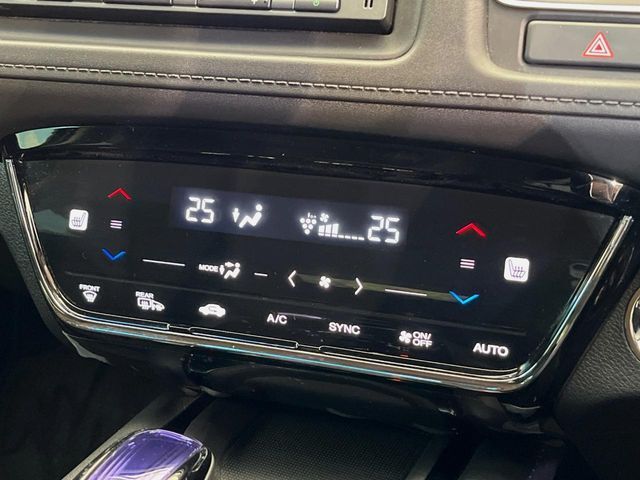 25 25
MODE
FRONT
REAR
A/C
SYNC
ON/
OFF
AUTO